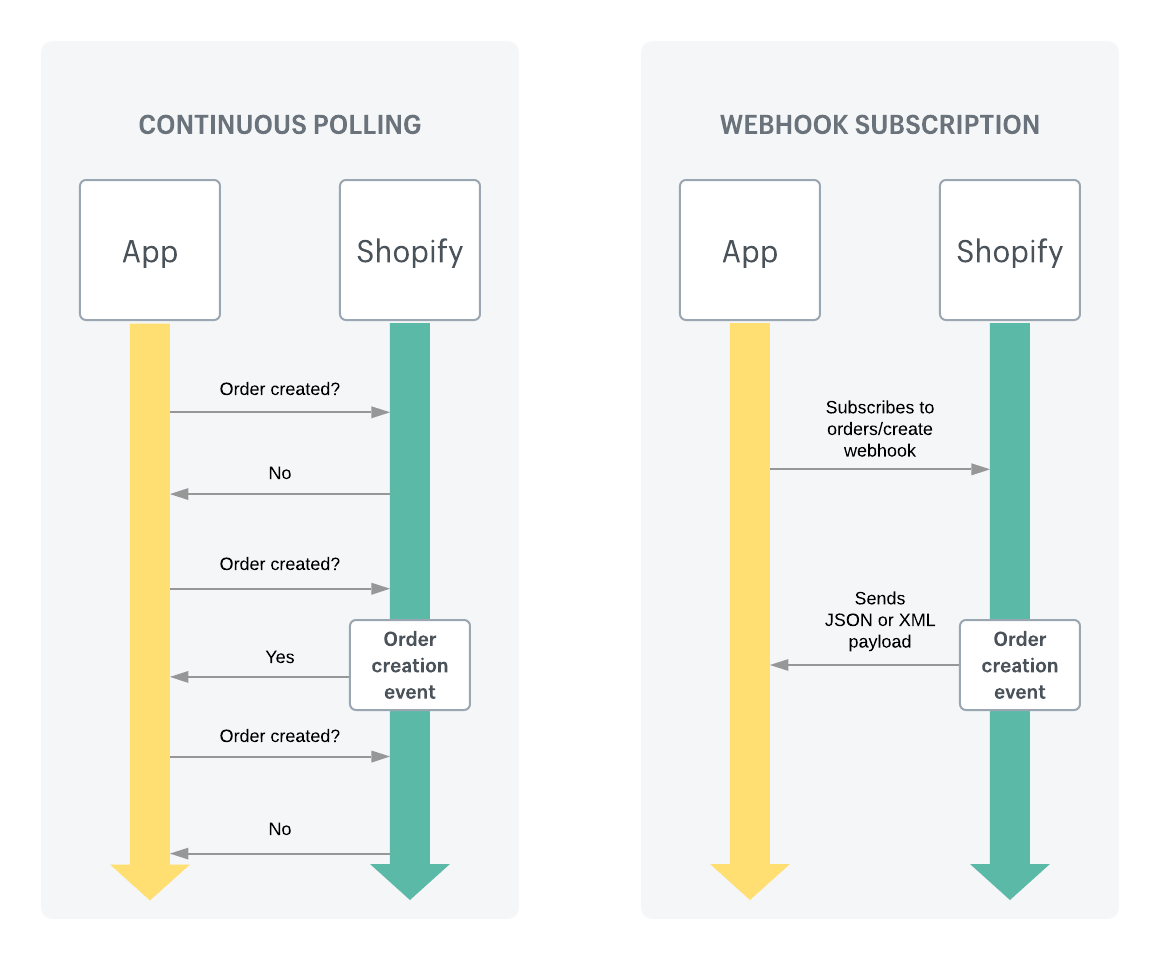 CONTINUOUS POLLING
App
Shopify
Order created?
No
Order created?
Order
creation
event
Yes
Order created?
No
WEBHOOK SUBSCRIPTION
App
Shopify
Subscribes to
orders/create
webhook
Sends
JSON or XML
payload
Order
creation
event